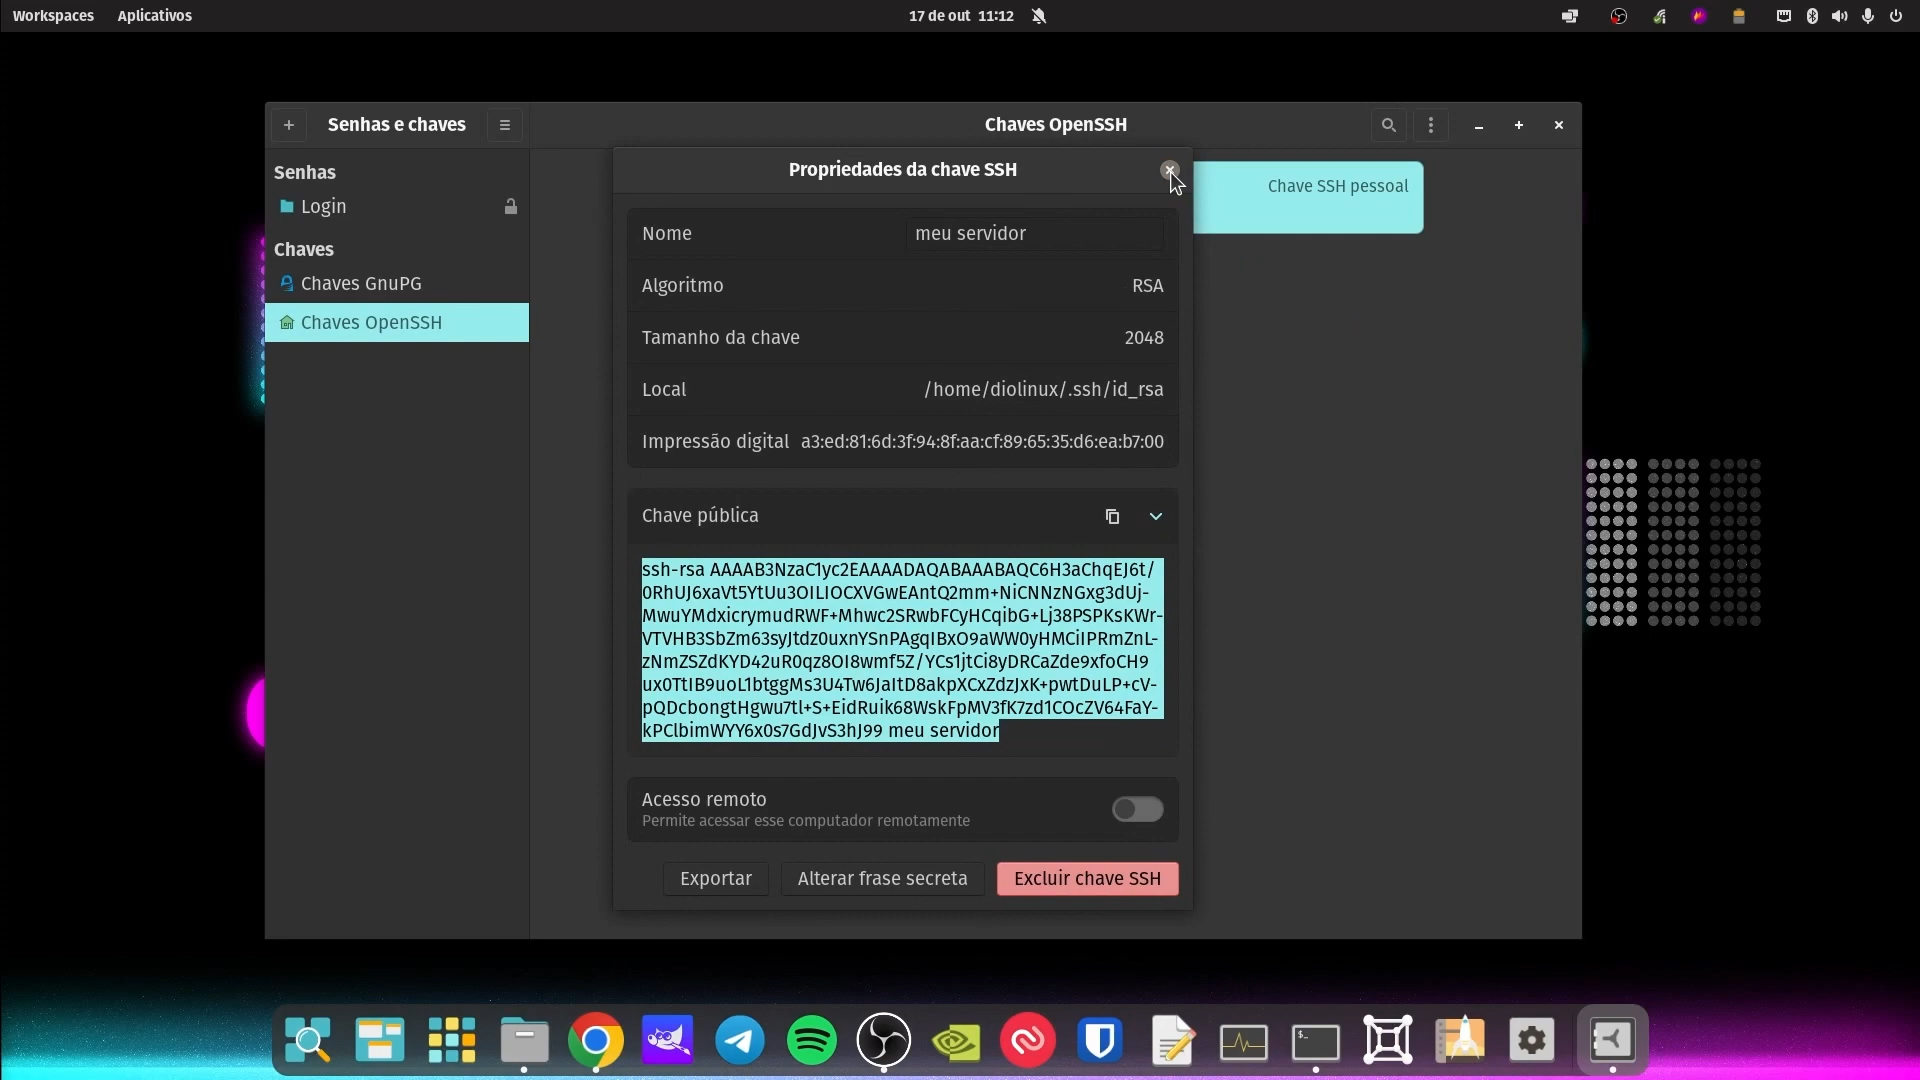 Workspaces Aplicativos 17 de out 11:12
Senhas e chaves Chaves OpenSSH
Senhas
Login
Chaves
Chaves GnuPG
Chaves OpenSSH
Chave SSH pessoal
Propriedades da chave SSH
Nome meu servidor
Algoritmo RSA
Tamanho da chave 2048
Local /home/diolinux/.ssh/id_rsa
Impressão digital a3:ed:81:6d:3f:94:8f:aa:cf:89:65:35:d6:ea:b7:00
Chave pública
ssh-rsa AAAAB3NzaC1yc2EAAAADAQABAAABAQC6H3aChqEJ6t/
0RhUJ6xaVt5YtUu3OILIOCXVGwEAntQ2mm+NiCNNzNGxg3dUj-
MwuYMdxicrymudRWF+Mhwc2SRwbFCyHCqibG+Lj38PSPKsKWr-
VTVHB3SbZm63syJtdz0uxnYSnPAgqIBxO9aWW0yHMCiIPRmZnL-
zNmZSZdKYD42uR0qz8OI8wmf5Z/YCs1jtCi8yDRCaZde9xfoCH9
ux0TtIB9uoL1btggMs3U4Tw6JaItD8akpXCxZdzJxK+pwtDuLP+cV-
pQDcbongtHgwu7tl+S+EidRuik68WskFpMV3fK7zd1COcZV64FaY-
kPClbimWYY6x0s7GdJvS3hJ99 meu servidor
Acesso remoto
Permite acessar esse computador remotamente
Exportar Alterar frase secreta Excluir chave SSH